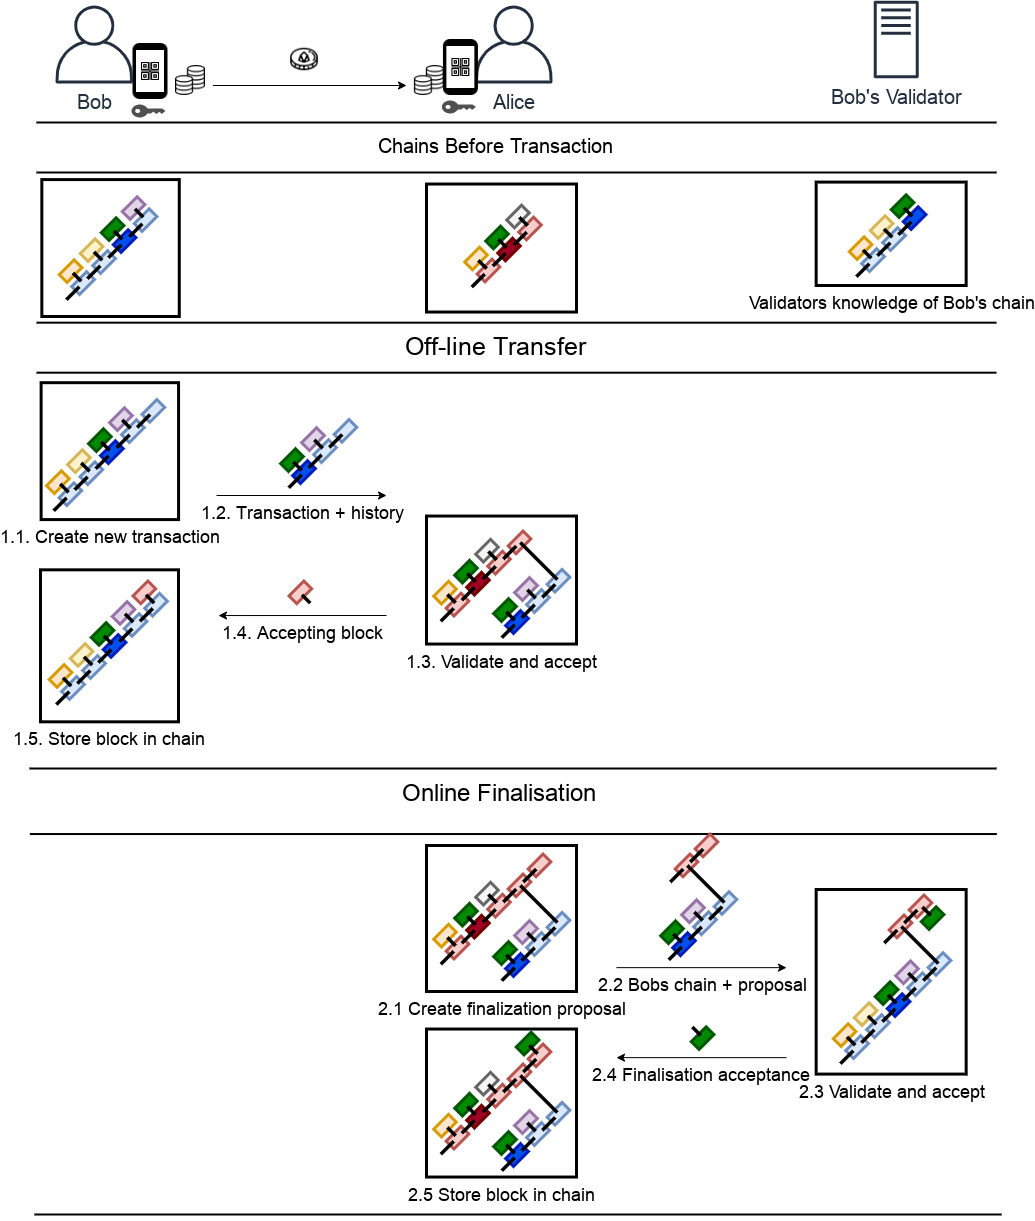 Bob
Alice
Bob's Validator
Chains Before Transaction
Validators knowledge of Bob's chain
Off-line Transfer
1.1. Create new transaction
1.2. Transaction + history
1.3. Validate and accept
1.4. Accepting block
1.5. Store block in chain
Online Finalisation
2.1 Create finalization proposal
2.2 Bobs chain + proposal
2.3 Validate and accept
2.4 Finalisation acceptance
2.5 Store block in chain